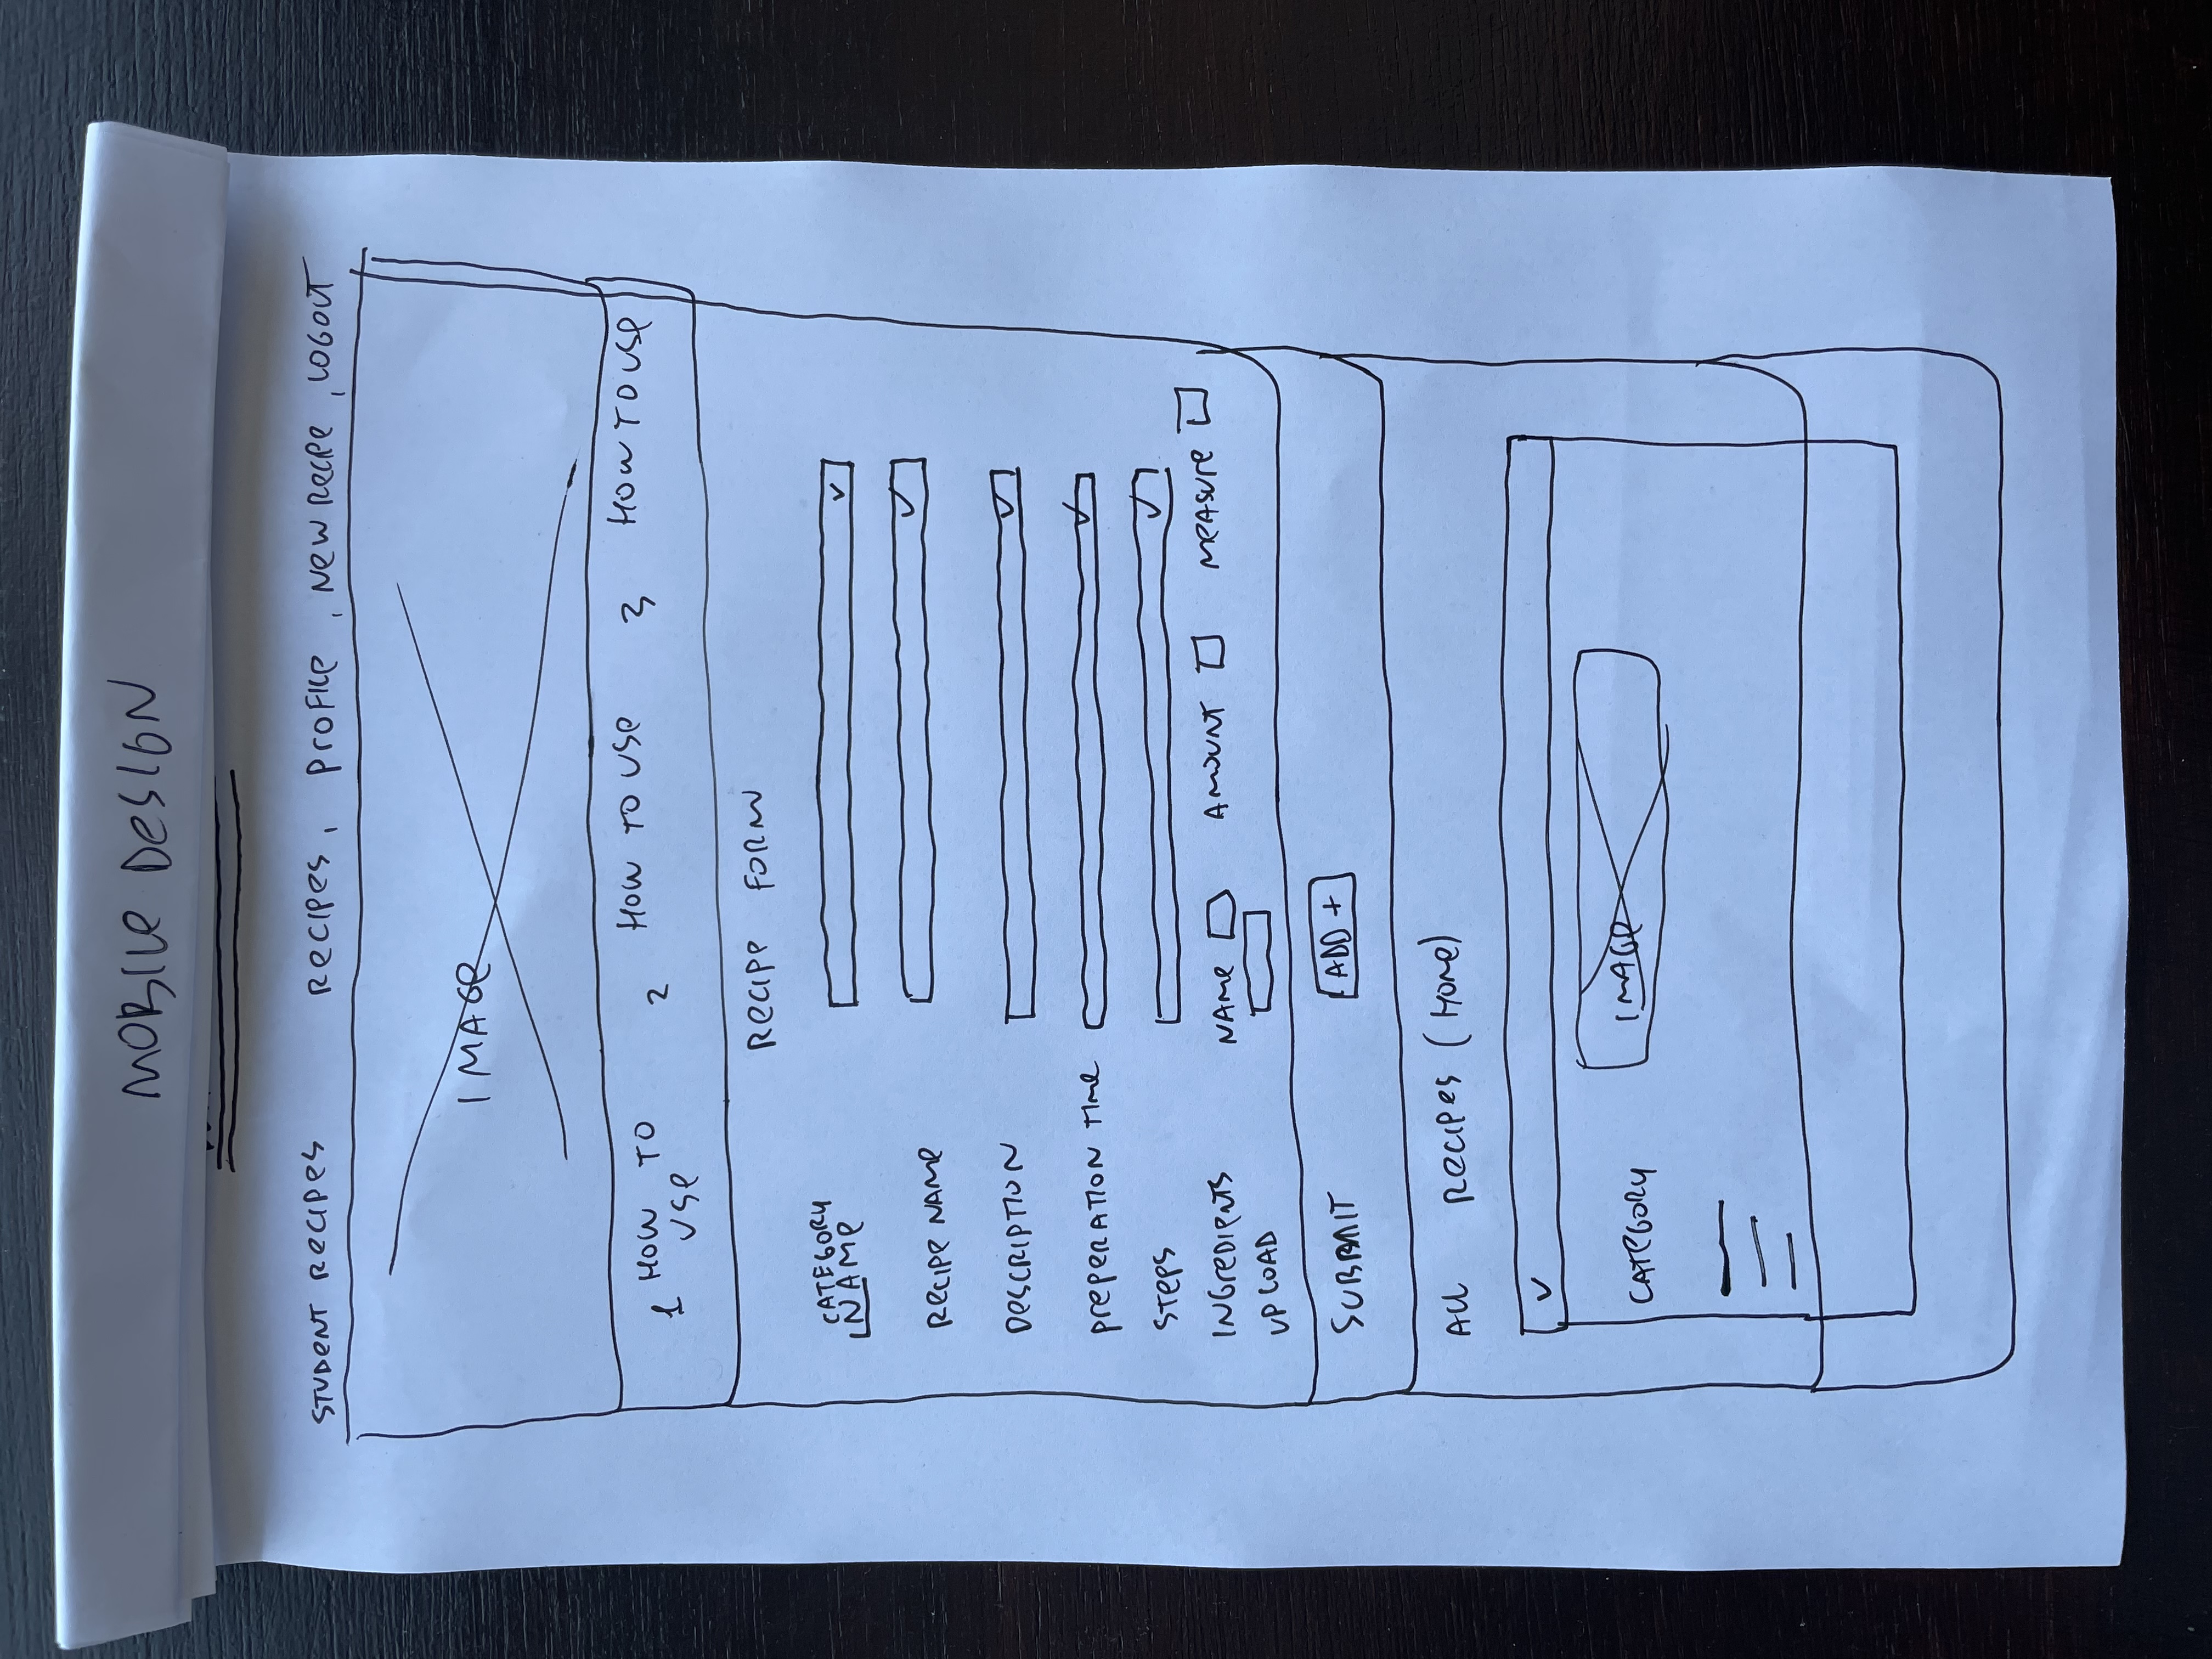 MOBILE DESIGN
STUDENT RECIPES RECIPES, PROFILE, NEW RECIPE, LOGOUT
IMAGE
1 HOW TO USE 2 HOW TO USE 3 HOW TO USE
RECIPE FORM
CATEGORY
NAME
RECIPE NAME
DESCRIPTION
PREPERATION TIME
STEPS
INGREDIENTS NAME AMOUNT MEASURE
UPLOAD
SUBMIT ADD +
ALL RECIPES (HOME)
CATEGORY IMAGE